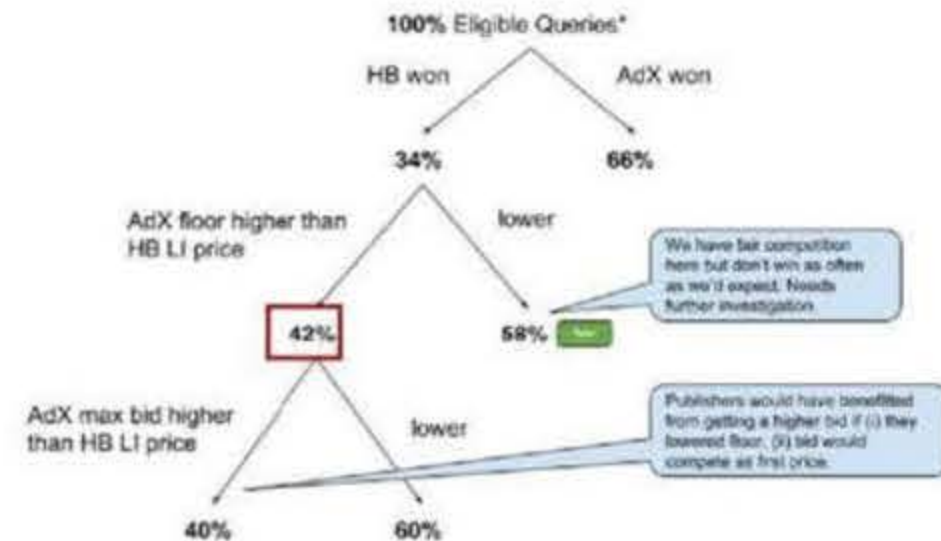 100% Eligible Queries*
HB won
AdX won
34%
66%
AdX floor higher than
HB LI price
lower
We have fair competition
here but don't win as often
as we'd expect. Needs
further investigation.
42%
58%
AdX max bid higher
than HB LI price
lower
Publishers would have benefitted
from getting a higher bid if (i) they
lowered floor, (ii) bid would
compete as first price.
40%
60%